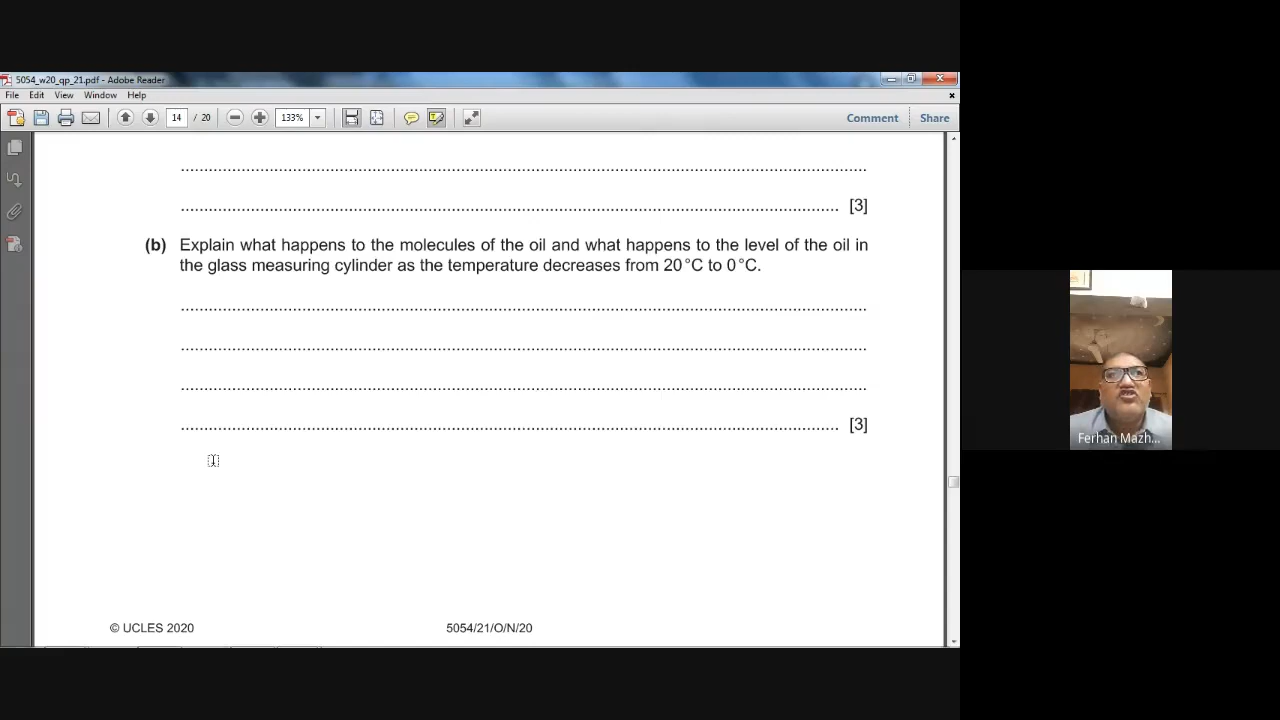 5054_w20_qp_21.pdf - Adobe Reader
File Edit View Window Help
14 / 20 133% Comment Share
[3]
(b) Explain what happens to the molecules of the oil and what happens to the level of the oil in
the glass measuring cylinder as the temperature decreases from 20 °C to 0 °C.
[3]
© UCLES 2020 5054/21/O/N/20
Ferhan Mazh...